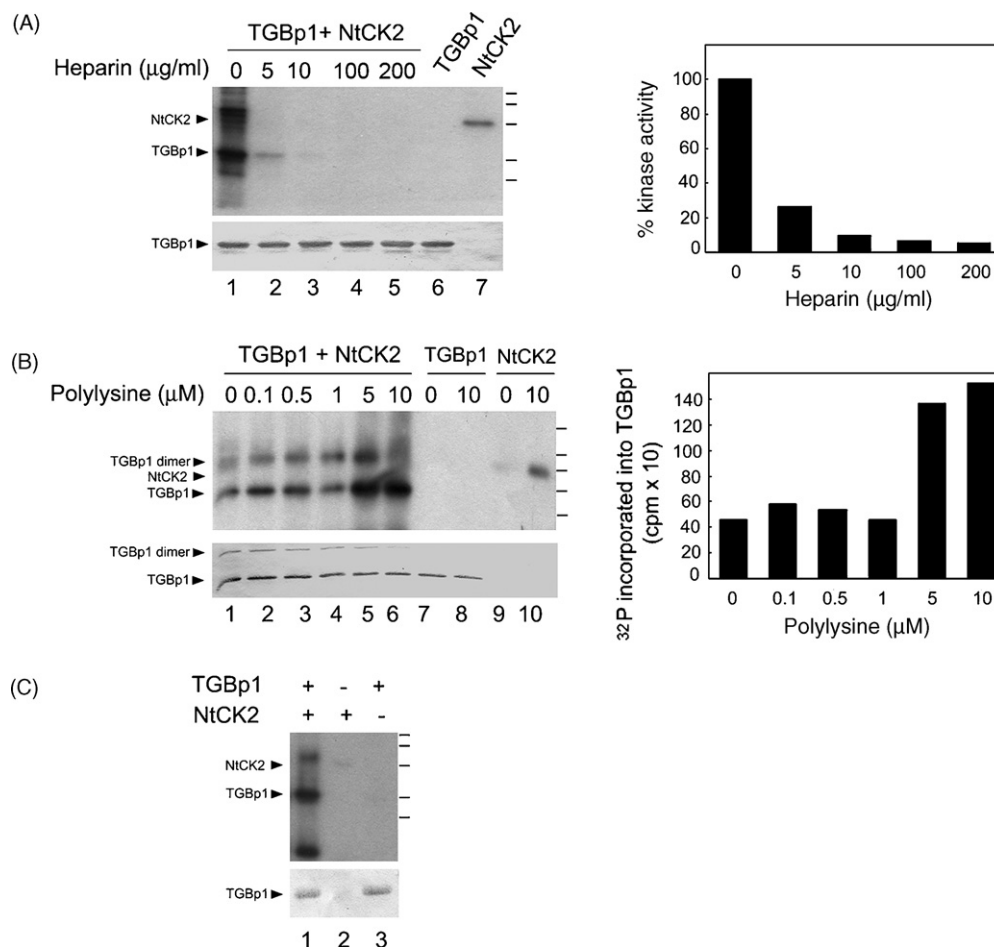 (A)
TGBp1+ NtCK2
TGBp1
NtCK2
Heparin (μg/ml) 0 5 10 100 200
NtCK2
TGBp1
TGBp1
1 2 3 4 5 6 7
% kinase activity
100
80
60
40
20
0
0 5 10 100 200
Heparin (μg/ml)
(B)
TGBp1 + NtCK2 TGBp1 NtCK2
Polylysine (μM) 0 0.1 0.5 1 5 10 0 10 0 10
TGBp1 dimer
NtCK2
TGBp1
TGBp1 dimer
TGBp1
1 2 3 4 5 6 7 8 9 10
³²P incorporated into TGBp1
(cpm x 10)
140
120
100
80
60
40
20
0
0 0.1 0.5 1 5 10
Polylysine (μM)
(C)
TGBp1 + - +
NtCK2 + + -
NtCK2
TGBp1
TGBp1
1 2 3